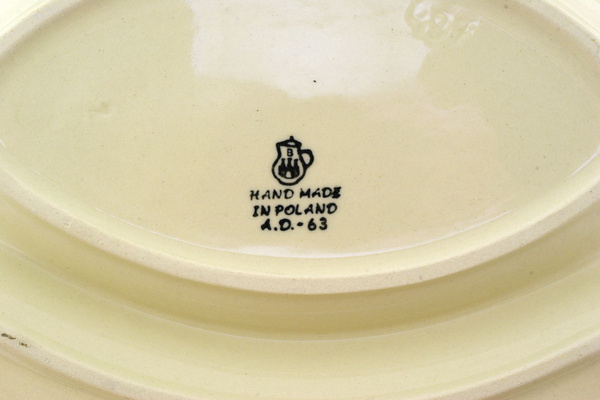 B
HAND MADE
IN POLAND
A.D.-63